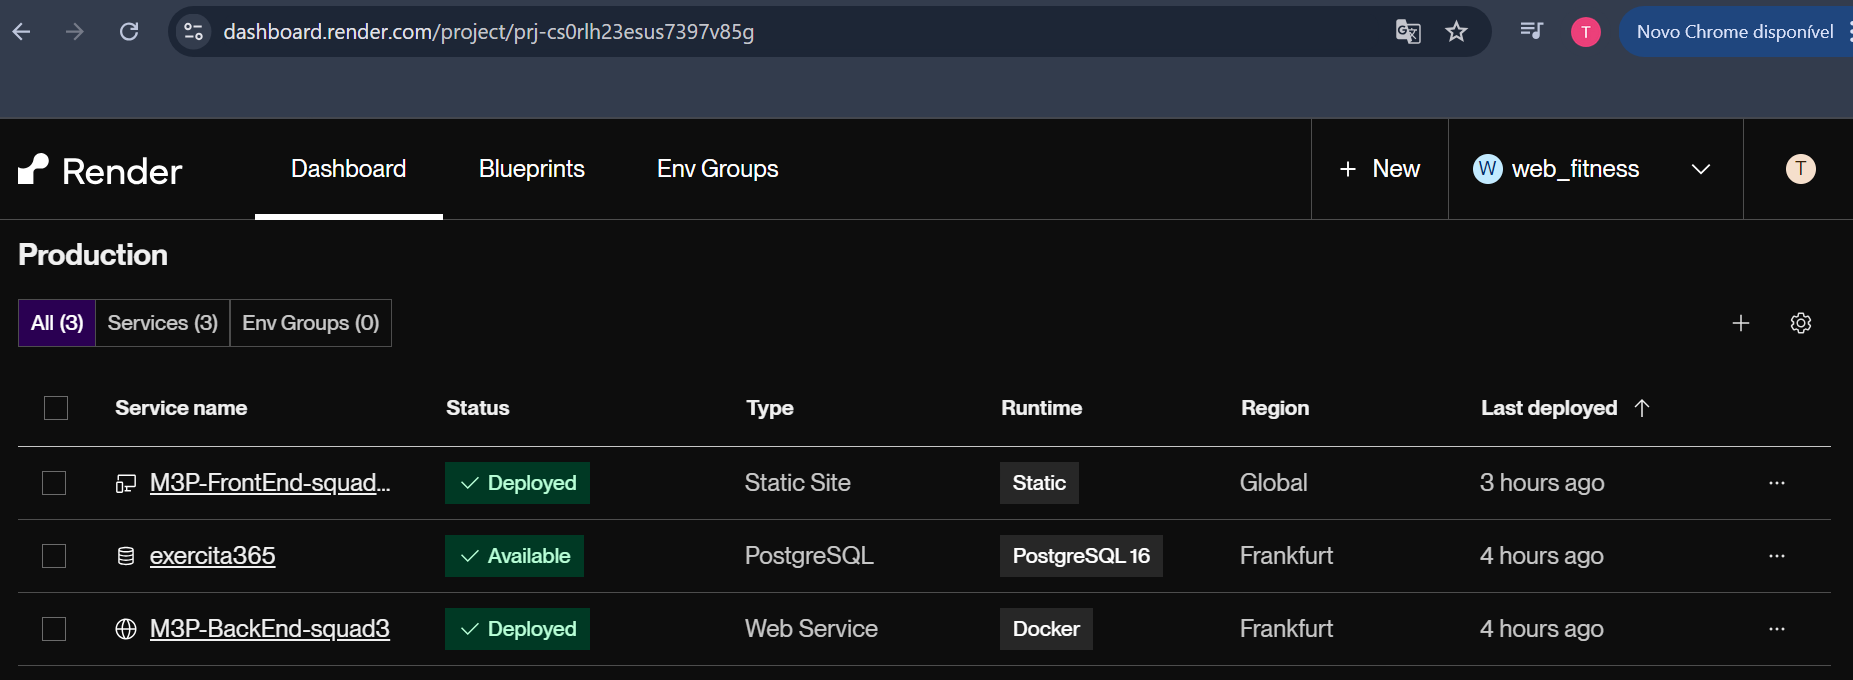 dashboard.render.com/project/prj-cs0rlh23esus7397v85g
T
Novo Chrome disponível
Render
Dashboard
Blueprints
Env Groups
+ New
W web_fitness
T
Production
All (3)
Services (3)
Env Groups (0)
Service name Status Type Runtime Region Last deployed ↑
M3P-FrontEnd-squad... Deployed Static Site Static Global 3 hours ago ...
exercita365 Available PostgreSQL PostgreSQL 16 Frankfurt 4 hours ago ...
M3P-BackEnd-squad3 Deployed Web Service Docker Frankfurt 4 hours ago ...